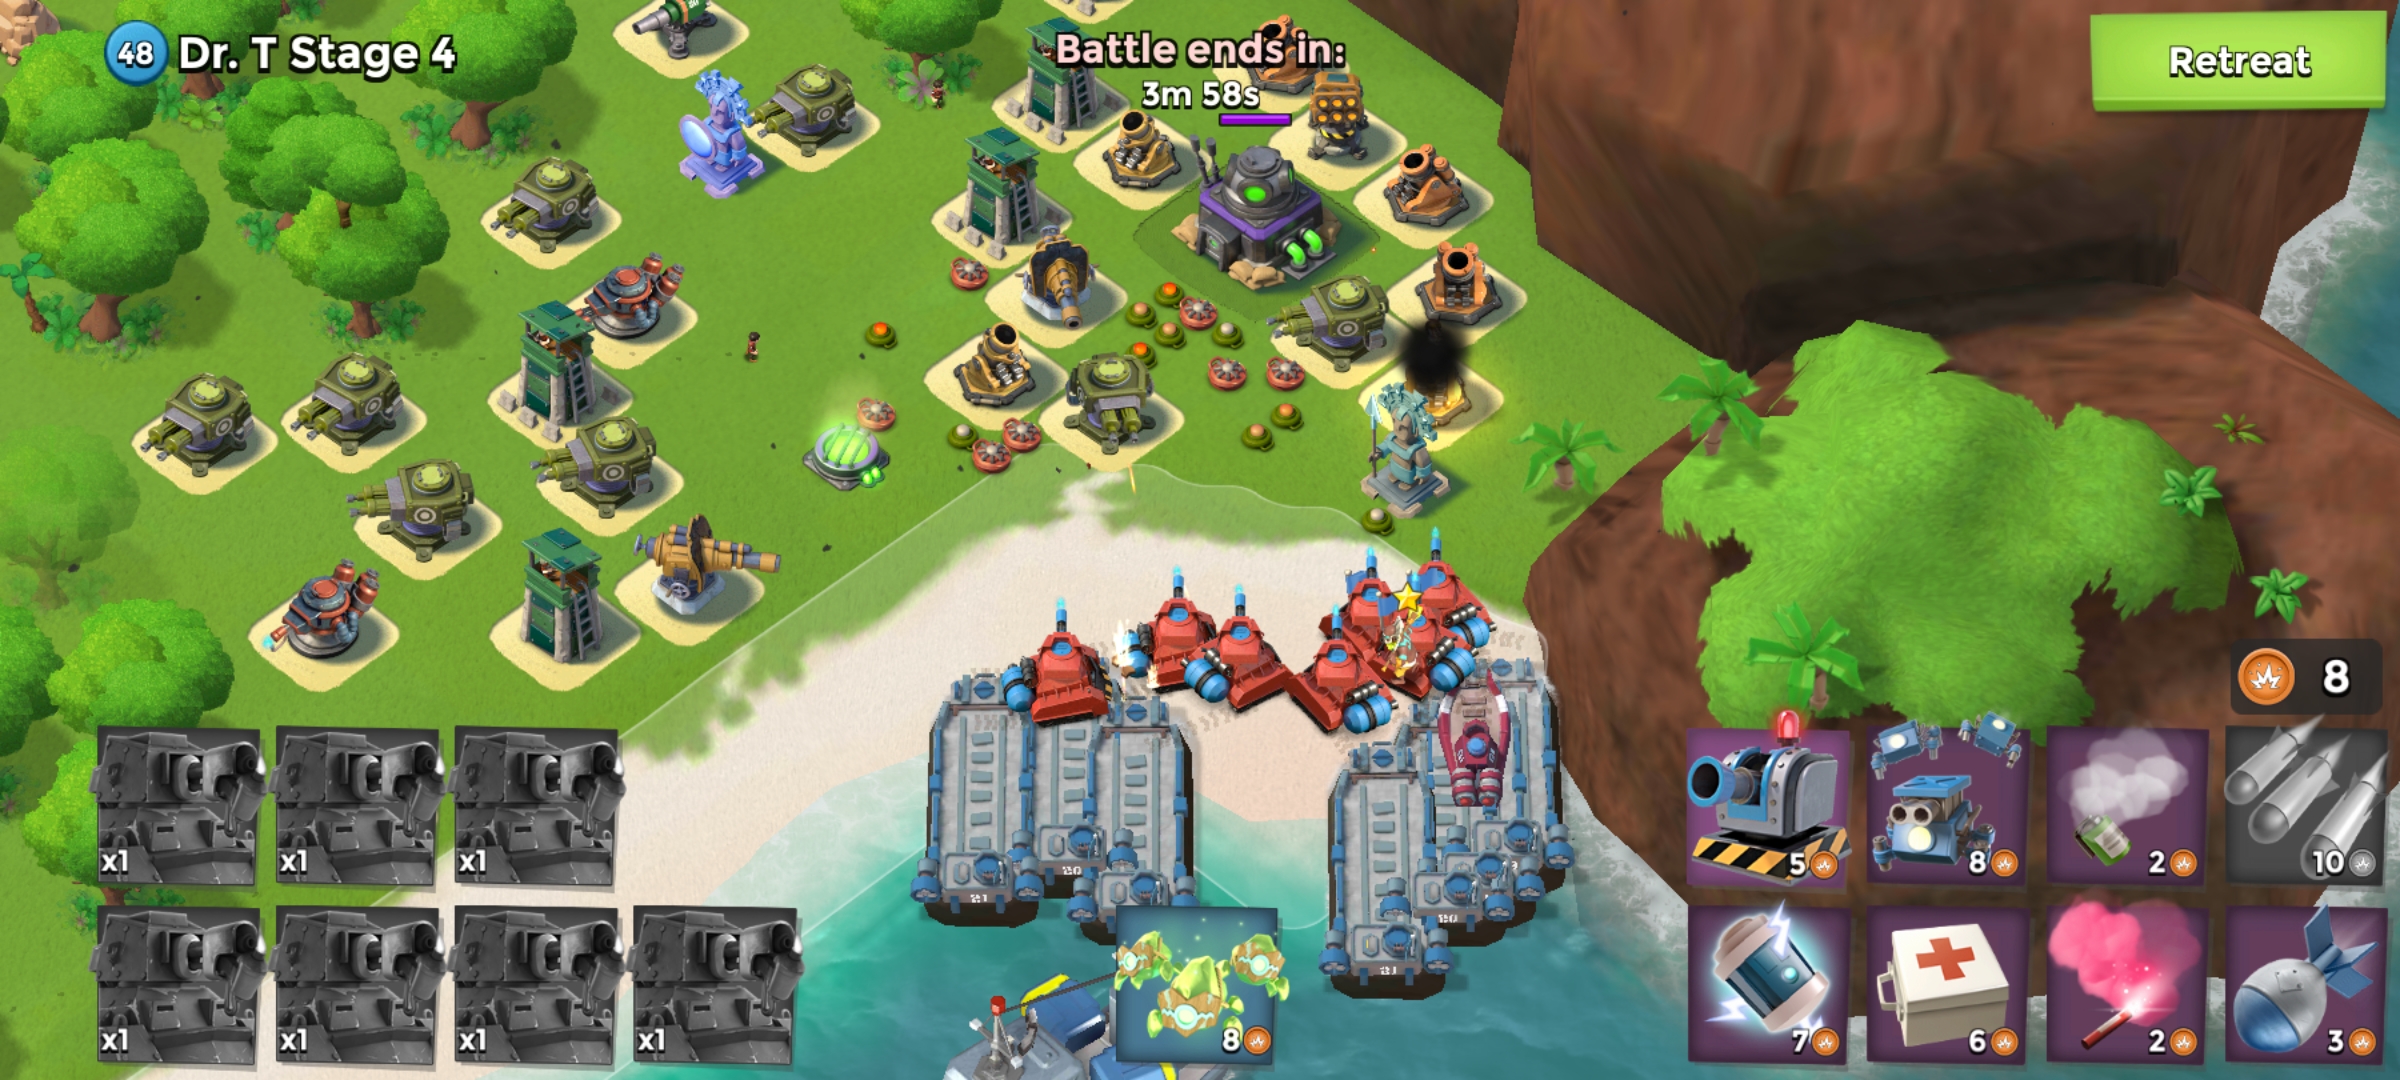 48 Dr. T Stage 4
Battle ends in:
3m 58s
Retreat
8
x1 x1 x1
5 8 2 10
x1 x1 x1 x1
8
7 6 2 3